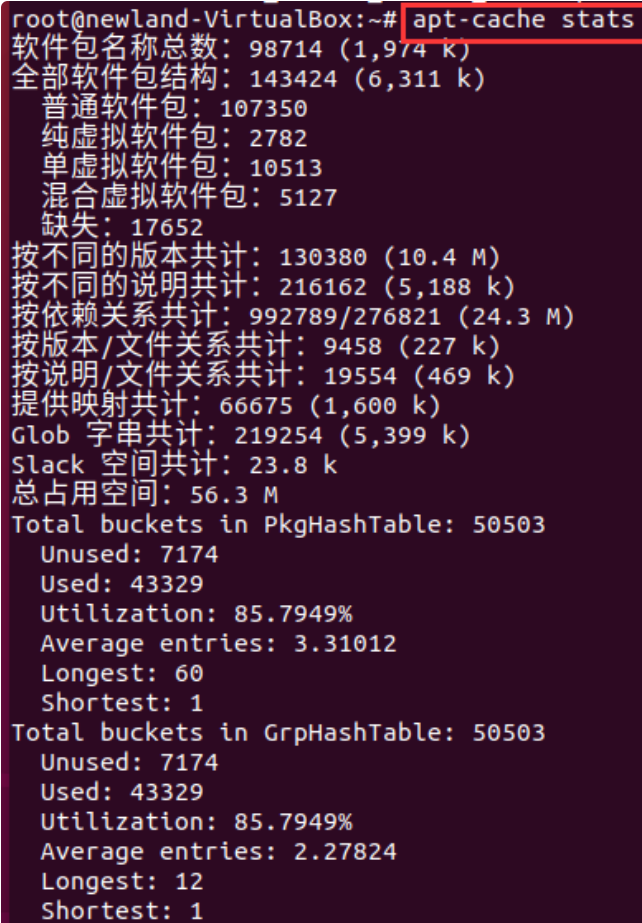 root@newland-VirtualBox:~# apt-cache stats
软件包名称总数：98714 (1,974 k)
全部软件包结构：143424 (6,311 k)
  普通软件包：107350
  纯虚拟软件包：2782
  单虚拟软件包：10513
  混合虚拟软件包：5127
  缺失：17652
按不同的版本共计：130380 (10.4 M)
按不同的说明共计：216162 (5,188 k)
按依赖关系共计：992789/276821 (24.3 M)
按版本/文件关系共计：9458 (227 k)
按说明/文件关系共计：19554 (469 k)
提供映射共计：66675 (1,600 k)
Glob 字串共计：219254 (5,399 k)
Slack 空间共计：23.8 k
总占用空间：56.3 M
Total buckets in PkgHashTable: 50503
  Unused: 7174
  Used: 43329
  Utilization: 85.7949%
  Average entries: 3.31012
  Longest: 60
  Shortest: 1
Total buckets in GrpHashTable: 50503
  Unused: 7174
  Used: 43329
  Utilization: 85.7949%
  Average entries: 2.27824
  Longest: 12
  Shortest: 1